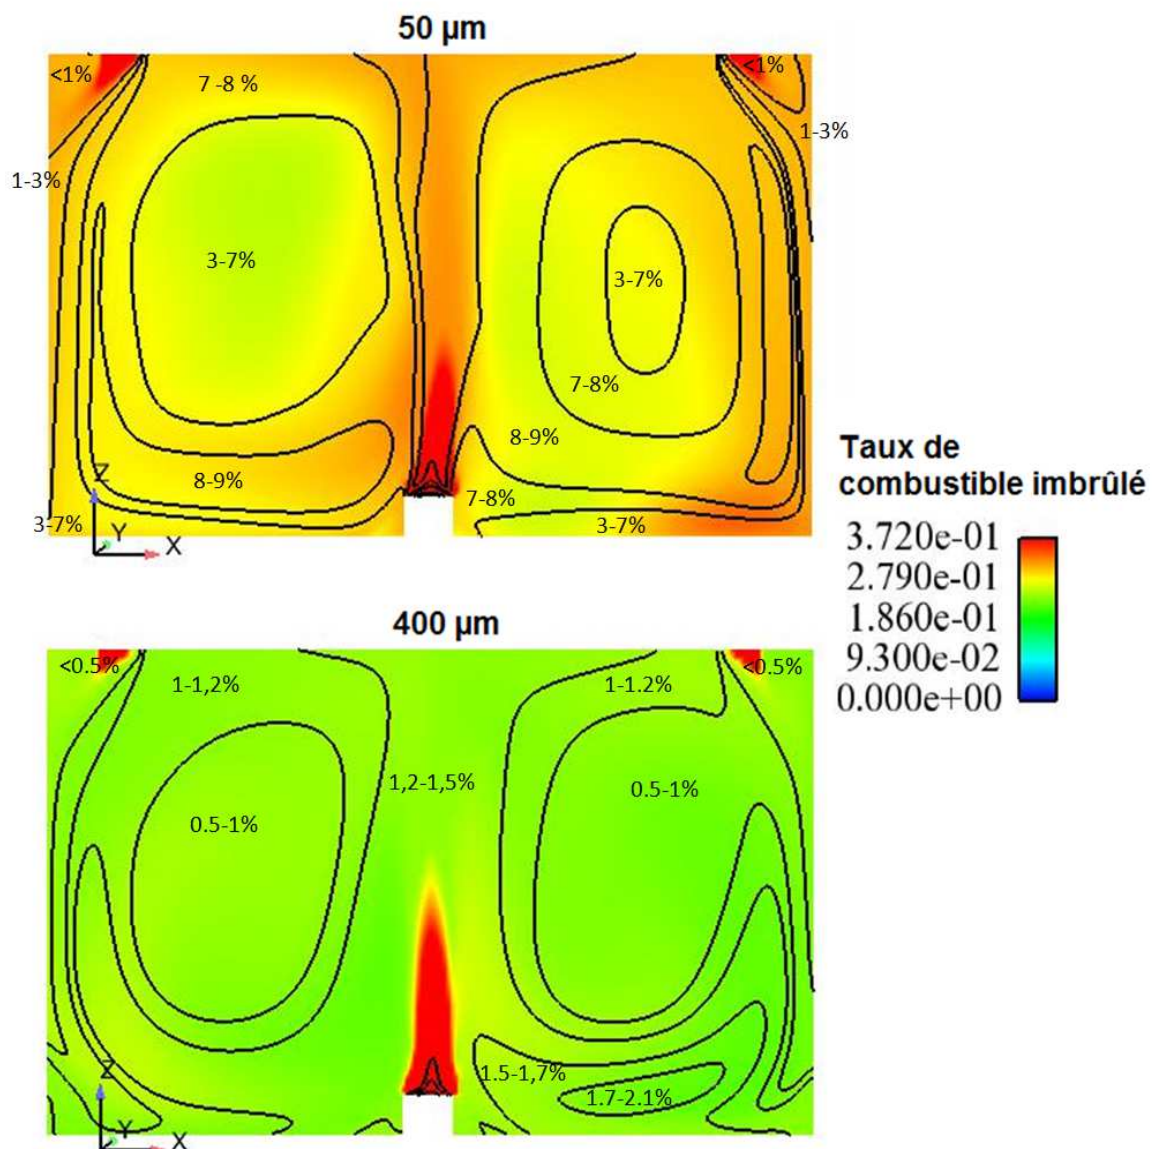 50 µm
<1%
7 -8 %
<1%
1-3%
1-3%
3-7%
3-7%
7-8%
8-9%
8-9%
7-8%
3-7%
3-7%
Z
Y
X
Taux de
combustible imbrûlé
3.720e-01
2.790e-01
1.860e-01
9.300e-02
0.000e+00
400 µm
<0.5%
1-1,2%
1-1.2%
<0.5%
1,2-1,5%
0.5-1%
0.5-1%
1.5-1,7%
1.7-2.1%
Z
Y
X